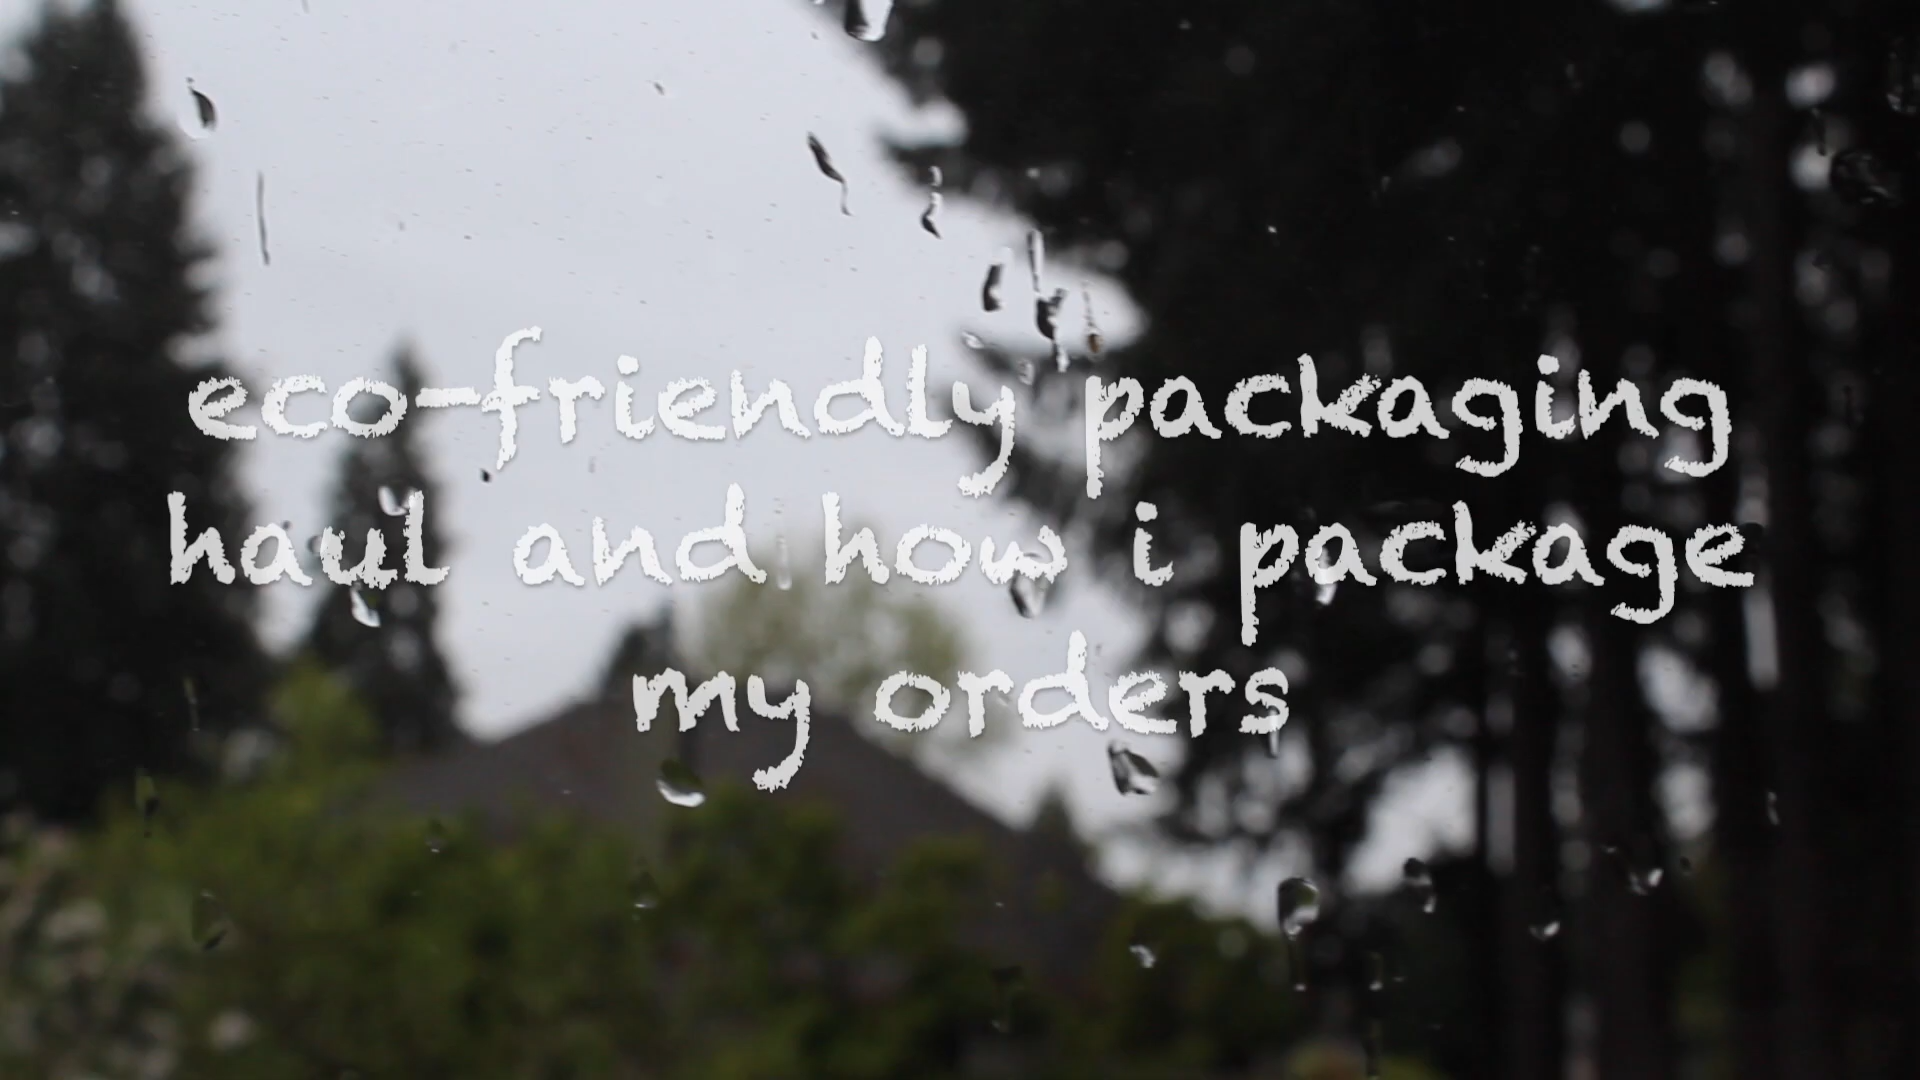 eco-friendly packaging
haul and how i package
my orders